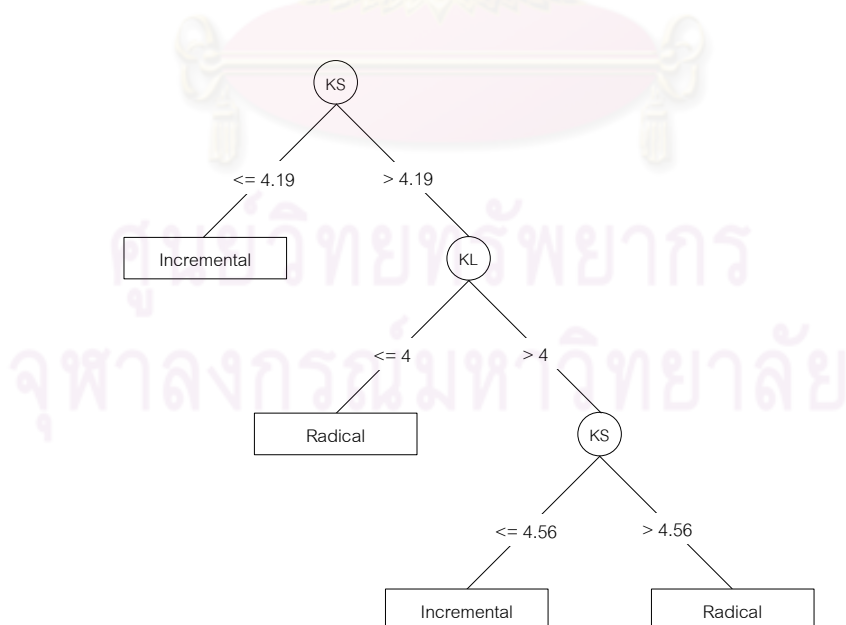 KS
<= 4.19 > 4.19
Incremental KL
ศูนย์วิทยทรัพยากร
<= 4 > 4
จุฬาลงกรณ์มหาวิทยาลัย
Radical KS
<= 4.56 > 4.56
Incremental Radical